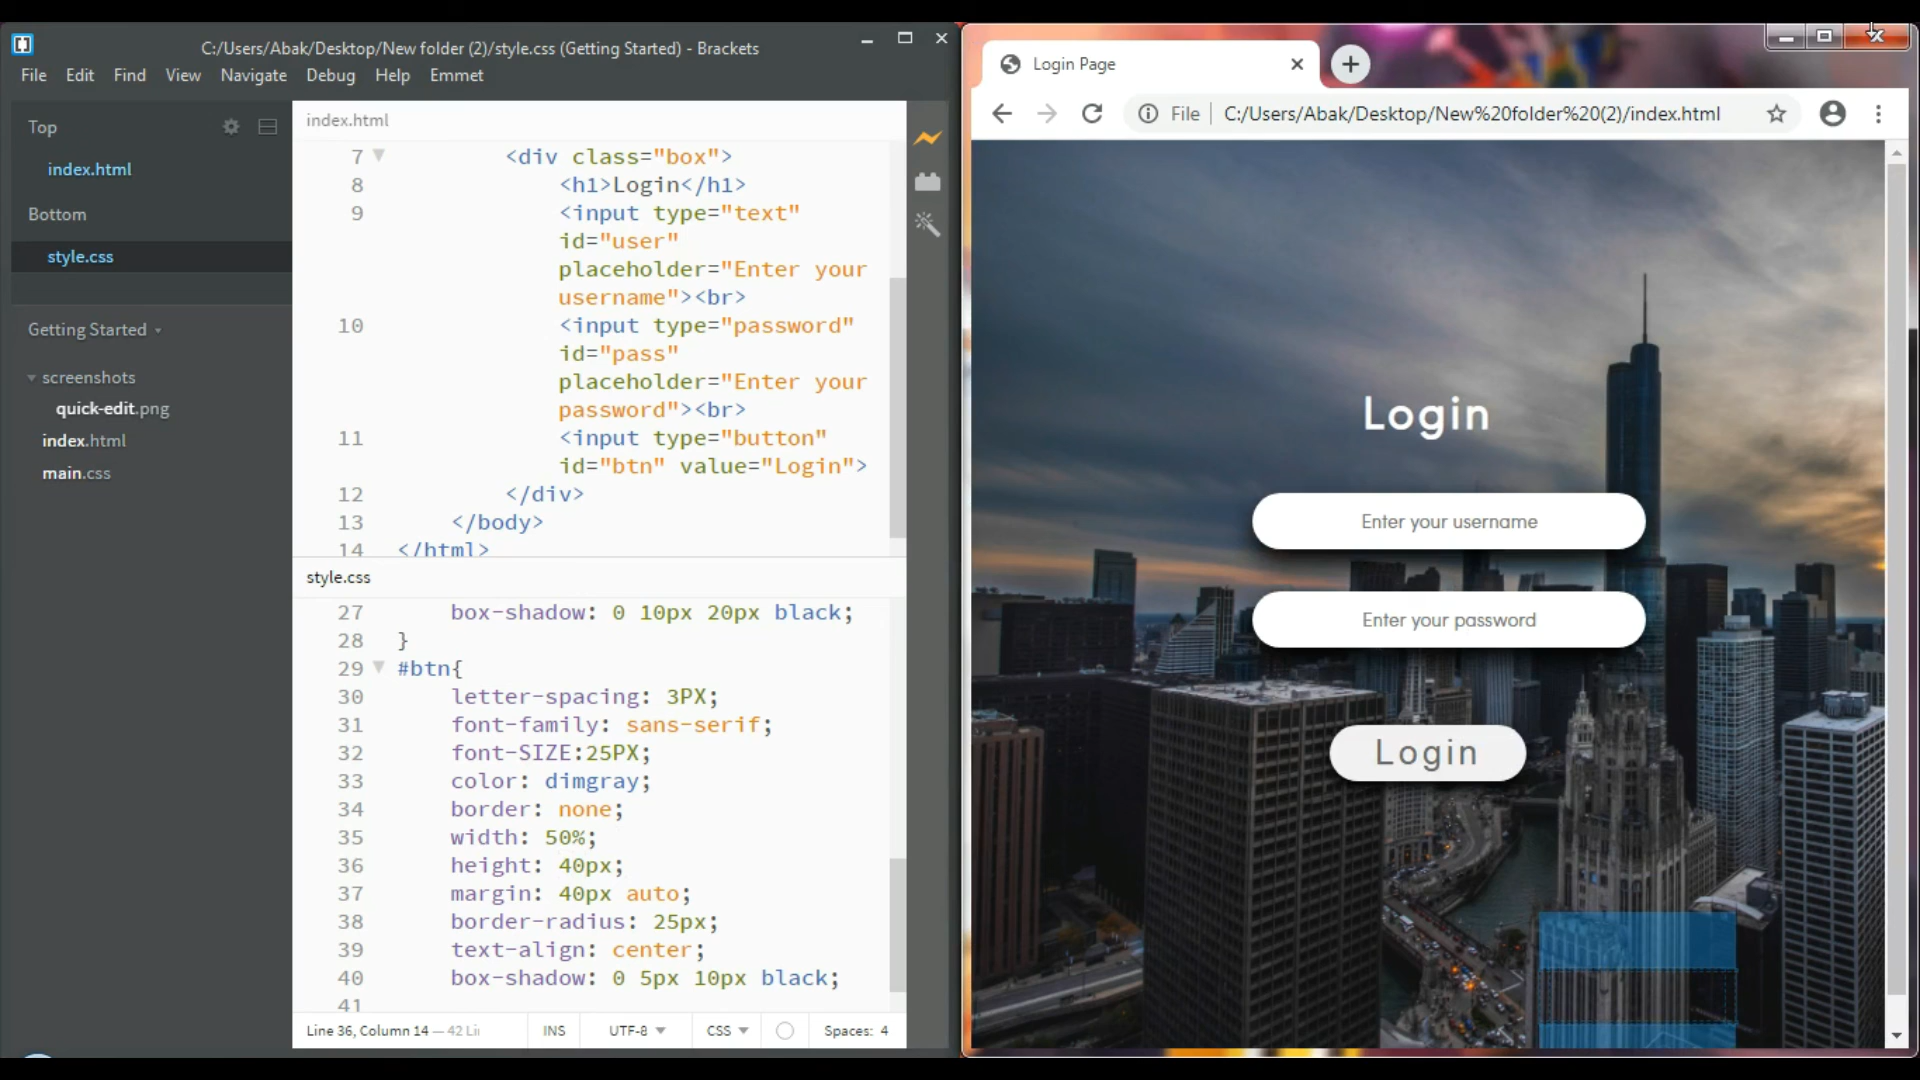 C:/Users/Abak/Desktop/New folder (2)/style.css (Getting Started) - Brackets
File Edit Find View Navigate Debug Help Emmet
Top
index.html
Bottom
style.css
Getting Started
screenshots
quick-edit.png
index.html
main.css
index.html
7 <div class="box">
8 <h1>Login</h1>
9 <input type="text"
id="user"
placeholder="Enter your
username"><br>
10 <input type="password"
id="pass"
placeholder="Enter your
password"><br>
11 <input type="button"
id="btn" value="Login">
12 </div>
13 </body>
14 </html>
style.css
27 box-shadow: 0 10px 20px black;
28 }
29 #btn{
30 letter-spacing: 3PX;
31 font-family: sans-serif;
32 font-SIZE:25PX;
33 color: dimgray;
34 border: none;
35 width: 50%;
36 height: 40px;
37 margin: 40px auto;
38 border-radius: 25px;
39 text-align: center;
40 box-shadow: 0 5px 10px black;
41
Line 36, Column 14 — 42 Li
INS UTF-8 CSS Spaces: 4
Login Page
File C:/Users/Abak/Desktop/New%20folder%20(2)/index.html
Login
Enter your username
Enter your password
Login